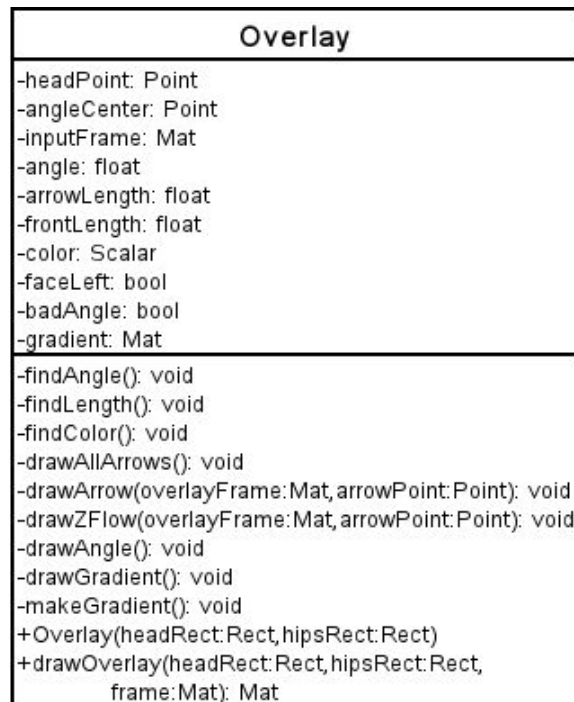 Overlay
-headPoint: Point
-angleCenter: Point
-inputFrame: Mat
-angle: float
-arrowLength: float
-frontLength: float
-color: Scalar
-faceLeft: bool
-badAngle: bool
-gradient: Mat
-findAngle(): void
-findLength(): void
-findColor(): void
-drawAllArrows(): void
-drawArrow(overlayFrame:Mat,arrowPoint:Point): void
-drawZFlow(overlayFrame:Mat,arrowPoint:Point): void
-drawAngle(): void
-drawGradient(): void
-makeGradient(): void
+Overlay(headRect:Rect,hipsRect:Rect)
+drawOverlay(headRect:Rect,hipsRect:Rect,
frame:Mat): Mat